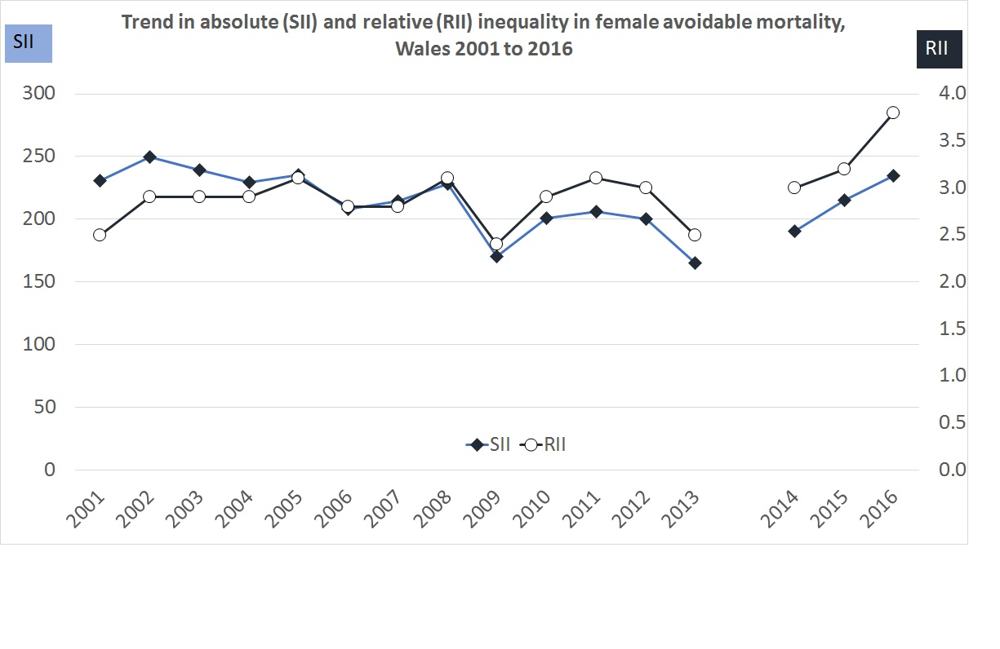 Trend in absolute (SII) and relative (RII) inequality in female avoidable mortality,
Wales 2001 to 2016
SII
RII
300
250
200
150
100
50
0
4.0
3.5
3.0
2.5
2.0
1.5
1.0
0.5
0.0
SII RII
2001 2002 2003 2004 2005 2006 2007 2008 2009 2010 2011 2012 2013 2014 2015 2016